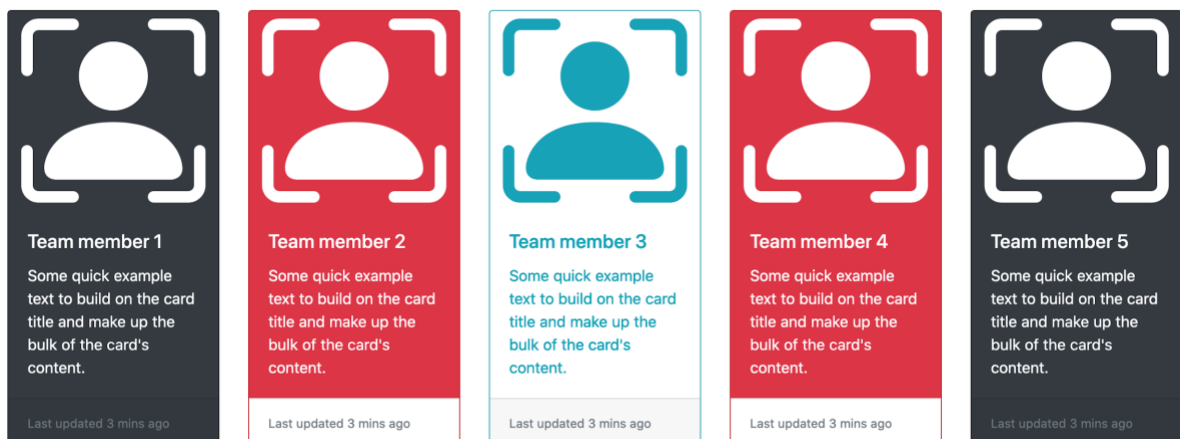 Team member 1
Some quick example
text to build on the card
title and make up the
bulk of the card's
content.
Last updated 3 mins ago
Team member 2
Some quick example
text to build on the card
title and make up the
bulk of the card's
content.
Last updated 3 mins ago
Team member 3
Some quick example
text to build on the card
title and make up the
bulk of the card's
content.
Last updated 3 mins ago
Team member 4
Some quick example
text to build on the card
title and make up the
bulk of the card's
content.
Last updated 3 mins ago
Team member 5
Some quick example
text to build on the card
title and make up the
bulk of the card's
content.
Last updated 3 mins ago